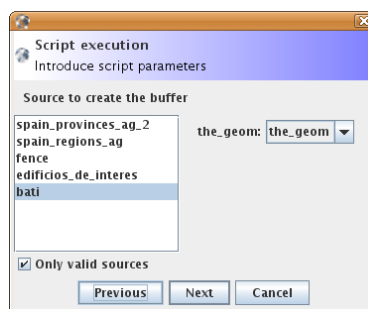 Script execution
Introduce script parameters
Source to create the buffer
spain_provinces_ag_2
spain_regions_ag
fence
edificios_de_interes
bati
the_geom: the_geom
Only valid sources
Previous Next Cancel